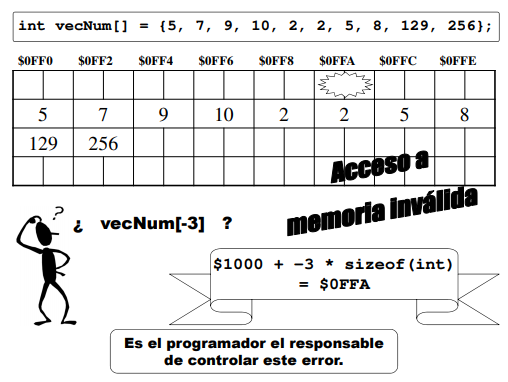 int vecNum[] = {5, 7, 9, 10, 2, 2, 5, 8, 129, 256};
$0FF0 $0FF2 $0FF4 $0FF6 $0FF8 $0FFA $0FFC $0FFE
5 7 9 10 2 2 5 8
129 256
Acceso a
memoria inválida
?
¿ vecNum[-3] ?
$1000 + –3 * sizeof(int)
= $0FFA
Es el programador el responsable
de controlar este error.